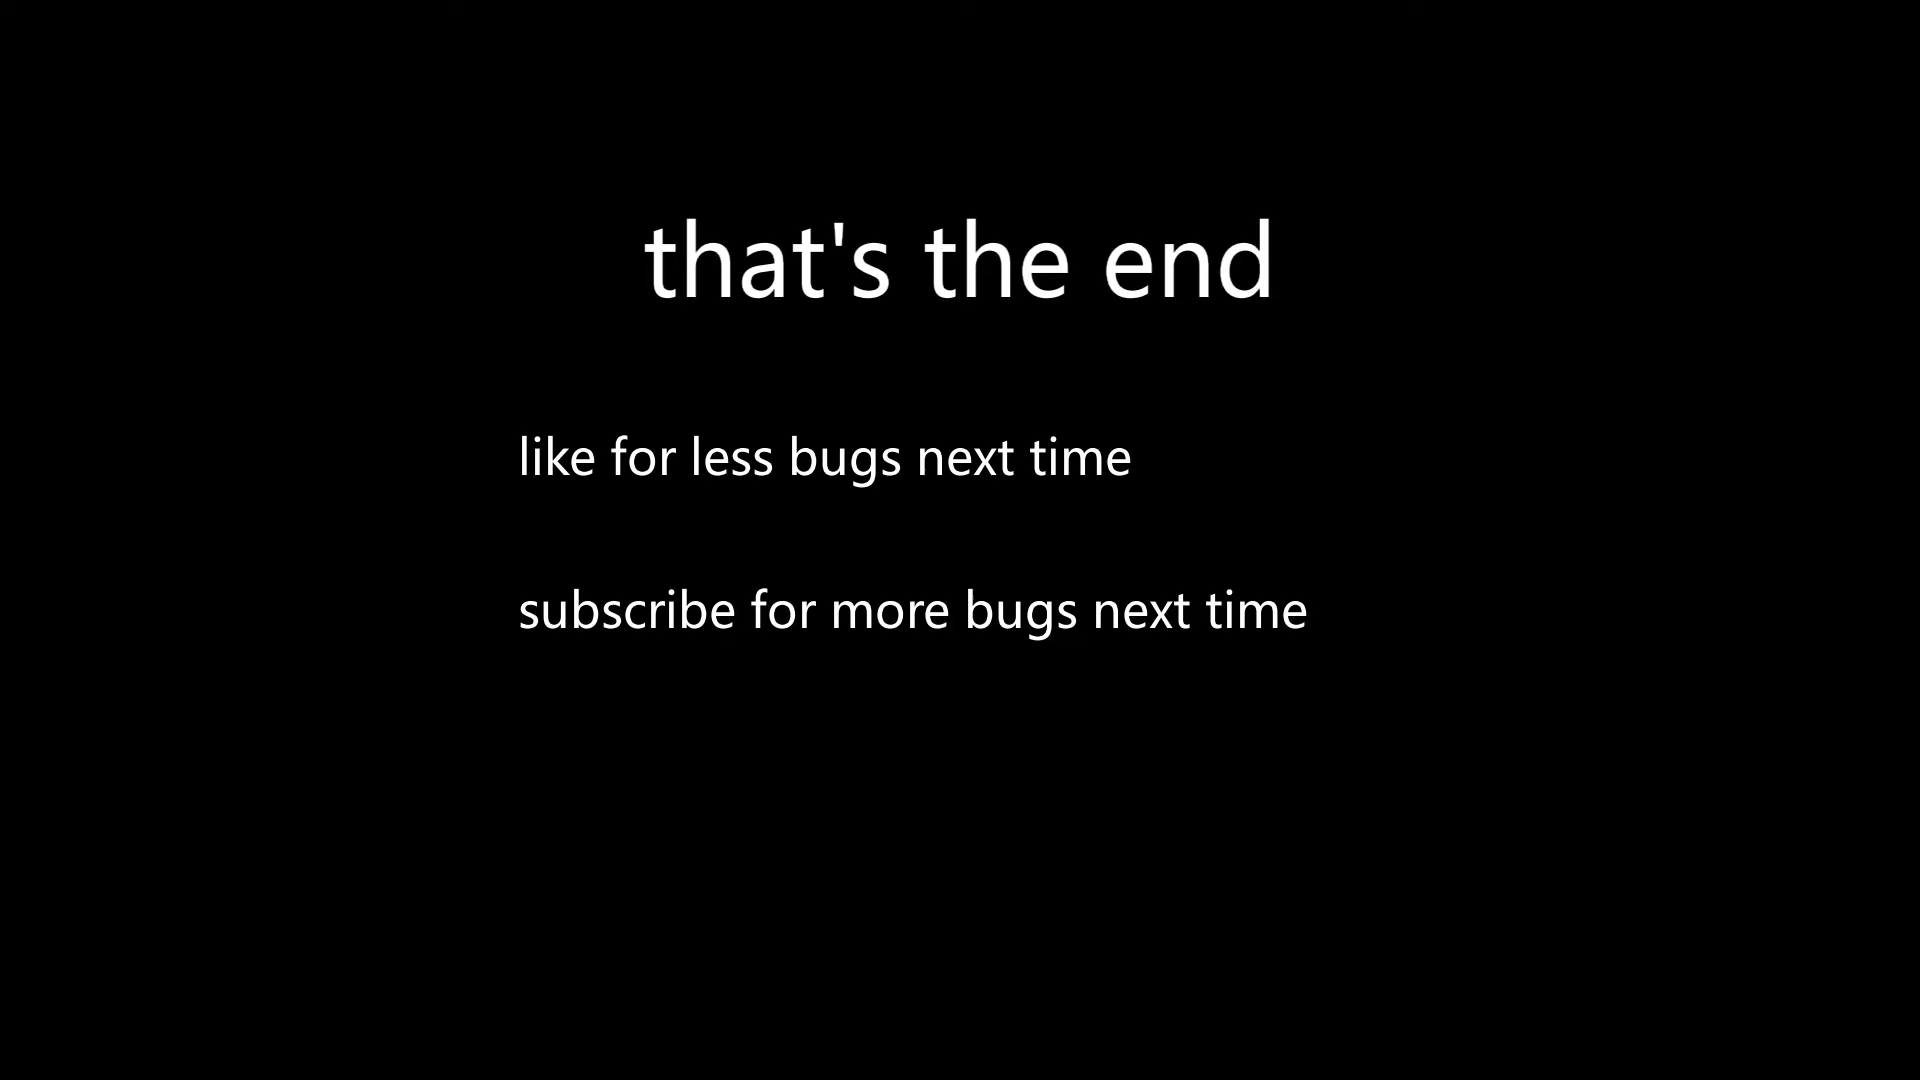 that's the end
like for less bugs next time
subscribe for more bugs next time